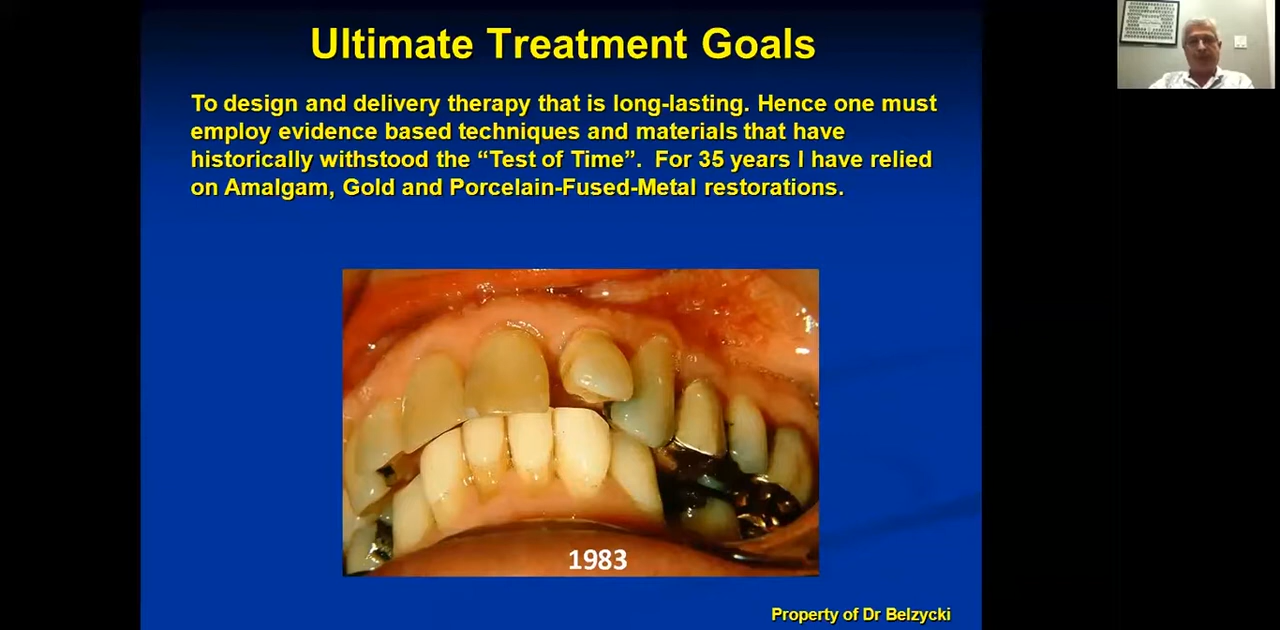 Ultimate Treatment Goals
To design and delivery therapy that is long-lasting. Hence one must
employ evidence based techniques and materials that have
historically withstood the “Test of Time”.  For 35 years I have relied
on Amalgam, Gold and Porcelain-Fused-Metal restorations.
1983
Property of Dr Belzycki